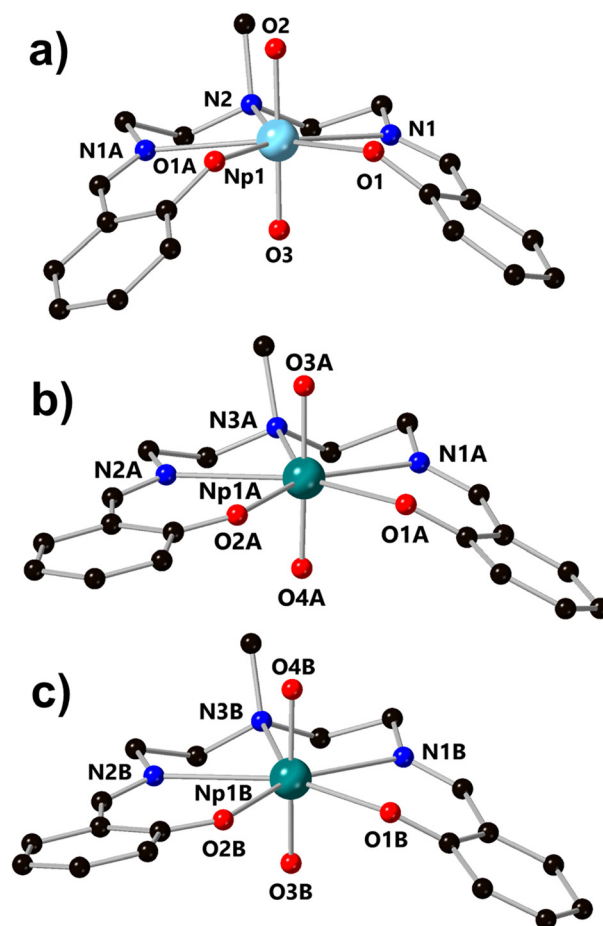 a)
O2
N2
N1
N1A
O1A
Np1
O1
O3
b)
O3A
N3A
N2A
N1A
Np1A
O2A
O1A
O4A
c)
O4B
N3B
N2B
N1B
Np1B
O2B
O1B
O3B